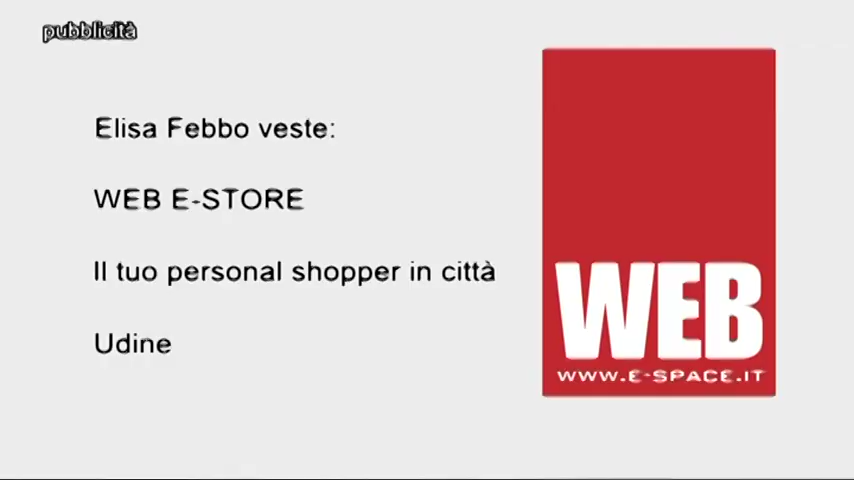 pubblicità
Elisa Febbo veste:
WEB E-STORE
Il tuo personal shopper in città
Udine
WEB
WWW.E-SPACE.IT